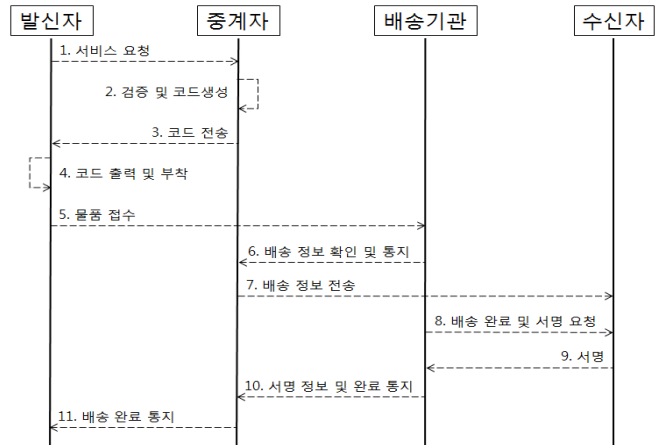 발신자
중계자
배송기관
수신자
1. 서비스 요청
2. 검증 및 코드생성
3. 코드 전송
4. 코드 출력 및 부착
5. 물품 접수
6. 배송 정보 확인 및 통지
7. 배송 정보 전송
8. 배송 완료 및 서명 요청
9. 서명
10. 서명 정보 및 완료 통지
11. 배송 완료 통지